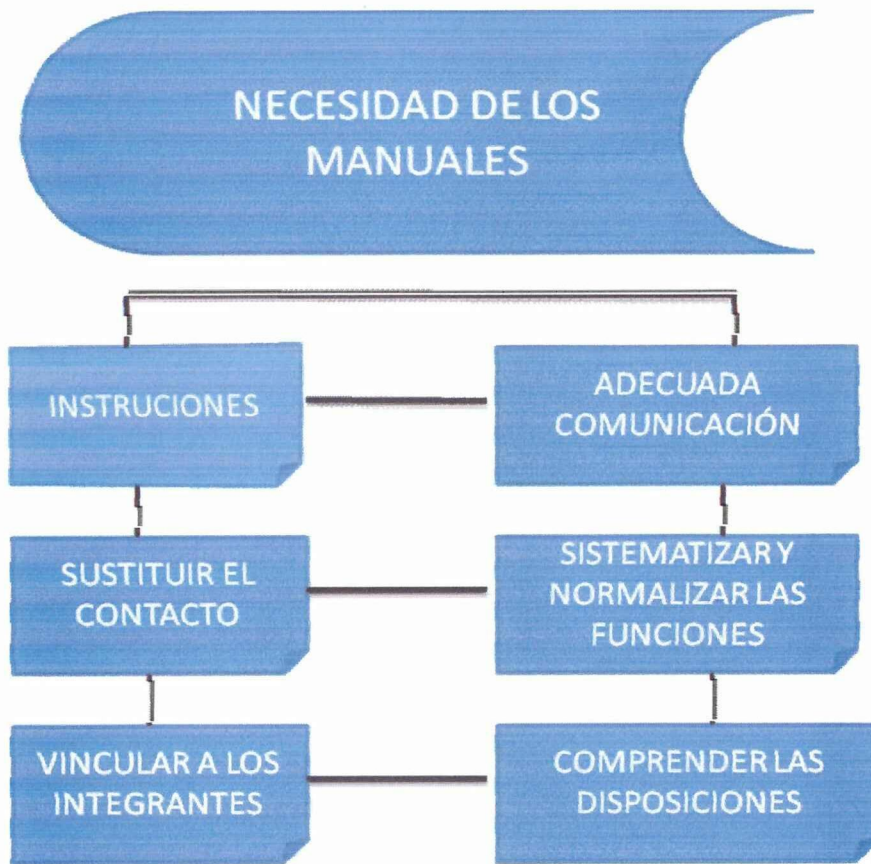 NECESIDAD DE LOS
MANUALES
INSTRUCIONES
ADECUADA
COMUNICACIÓN
SUSTITUIR EL
CONTACTO
SISTEMATIZAR Y
NORMALIZAR LAS
FUNCIONES
VINCULAR A LOS
INTEGRANTES
COMPRENDER LAS
DISPOSICIONES